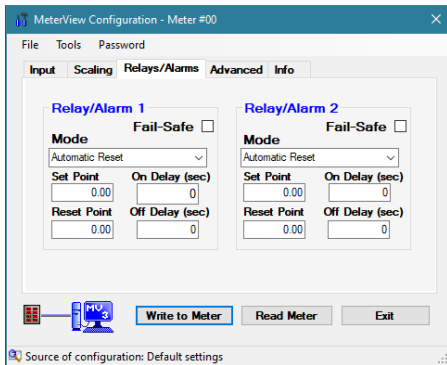 MeterView Configuration - Meter #00
File Tools Password
Input Scaling Relays/Alarms Advanced Info
Relay/Alarm 1
Fail-Safe
Mode
Automatic Reset
Set Point On Delay (sec)
0.00 0
Reset Point Off Delay (sec)
0.00 0
Relay/Alarm 2
Fail-Safe
Mode
Automatic Reset
Set Point On Delay (sec)
0.00 0
Reset Point Off Delay (sec)
0.00 0
MV
3
Write to Meter Read Meter Exit
Source of configuration: Default settings